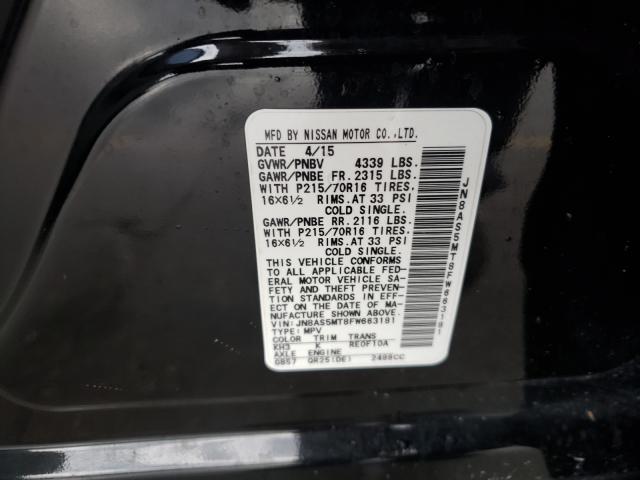 MFD BY NISSAN MOTOR CO.,LTD.
DATE 4/15
GVWR/PNBV 4339 LBS.
GAWR/PNBE FR. 2315 LBS.
WITH P215/70R16 TIRES.
16X6½ RIMS. AT 33 PSI
COLD SINGLE.
GAWR/PNBE RR. 2116 LBS.
WITH P215/70R16 TIRES.
16X6½ RIMS. AT 33 PSI
COLD SINGLE.
THIS VEHICLE CONFORMS
TO ALL APPLICABLE FED-
ERAL MOTOR VEHICLE SA-
FETY AND THEFT PREVEN-
TION STANDARDS IN EFF-
ECT ON THE DATE OF MA-
NUFACTURE SHOWN ABOVE.
VIN: JN8AS5MT8FW663181
TYPE: MPV
COLOR TRIM TRANS
KH3 K RE0F10A
AXLE ENGINE
GB57 QR25(DE) 2488CC
JN8AS5MT8FW663181